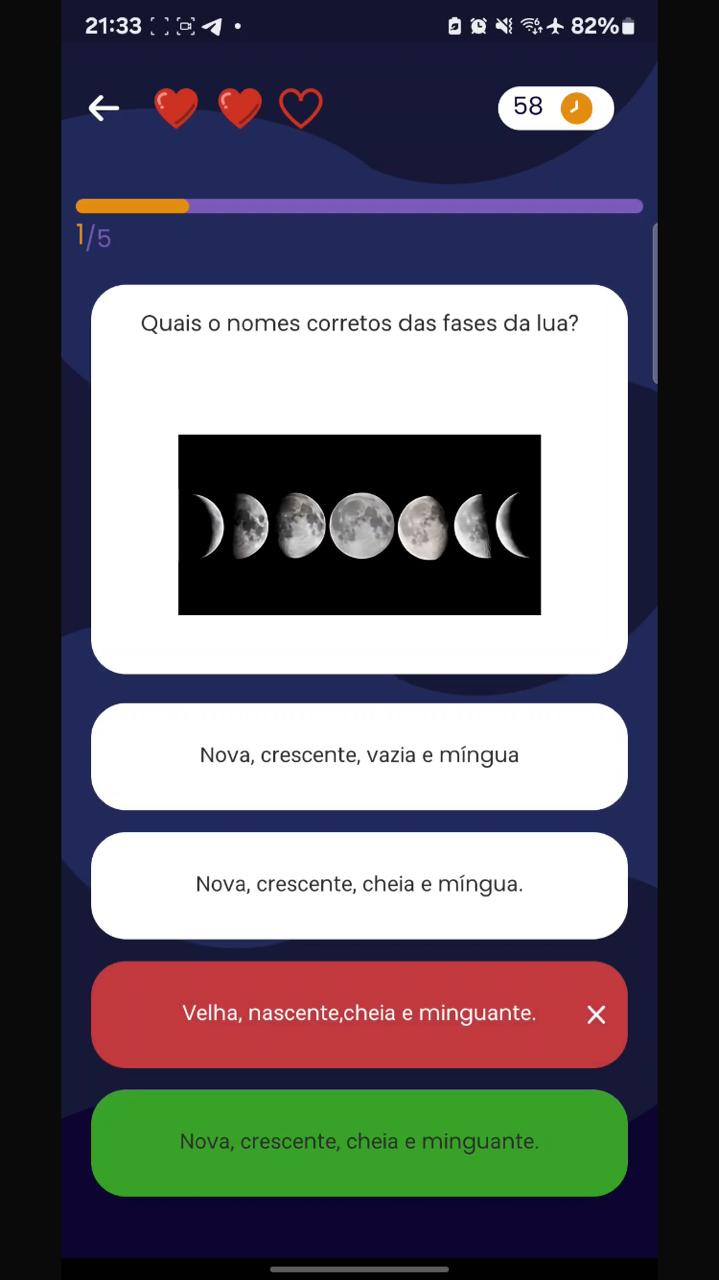 21:33
82%
58
1/5
Quais o nomes corretos das fases da lua?
Nova, crescente, vazia e míngua
Nova, crescente, cheia e míngua.
Velha, nascente,cheia e minguante.
Nova, crescente, cheia e minguante.